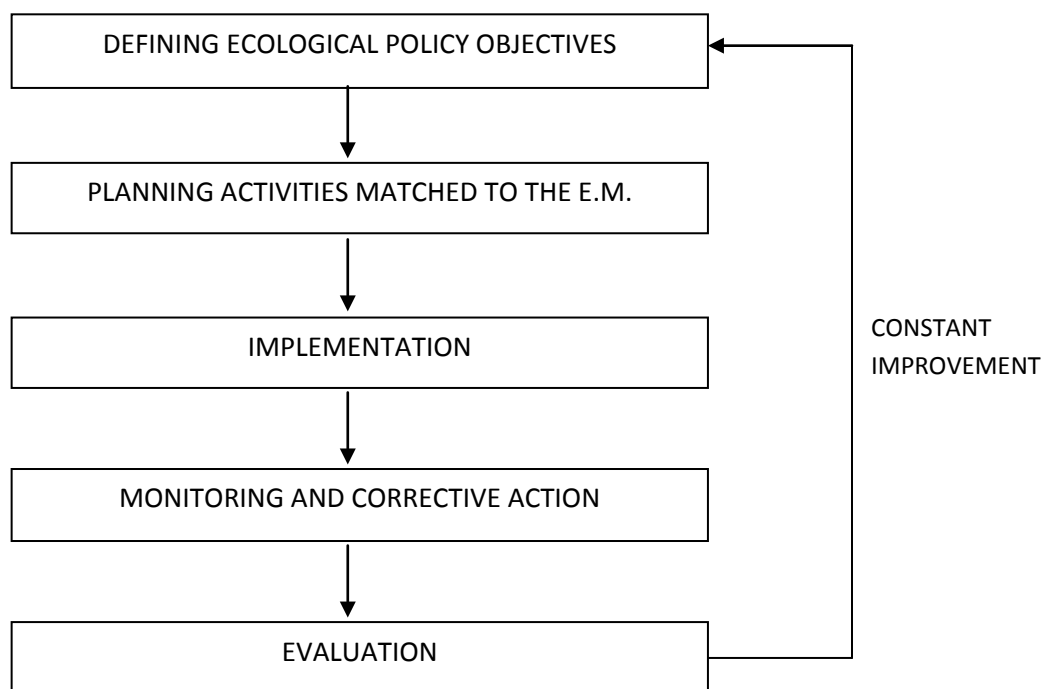 DEFINING ECOLOGICAL POLICY OBJECTIVES
PLANNING ACTIVITIES MATCHED TO THE E.M.
IMPLEMENTATION
CONSTANT
IMPROVEMENT
MONITORING AND CORRECTIVE ACTION
EVALUATION